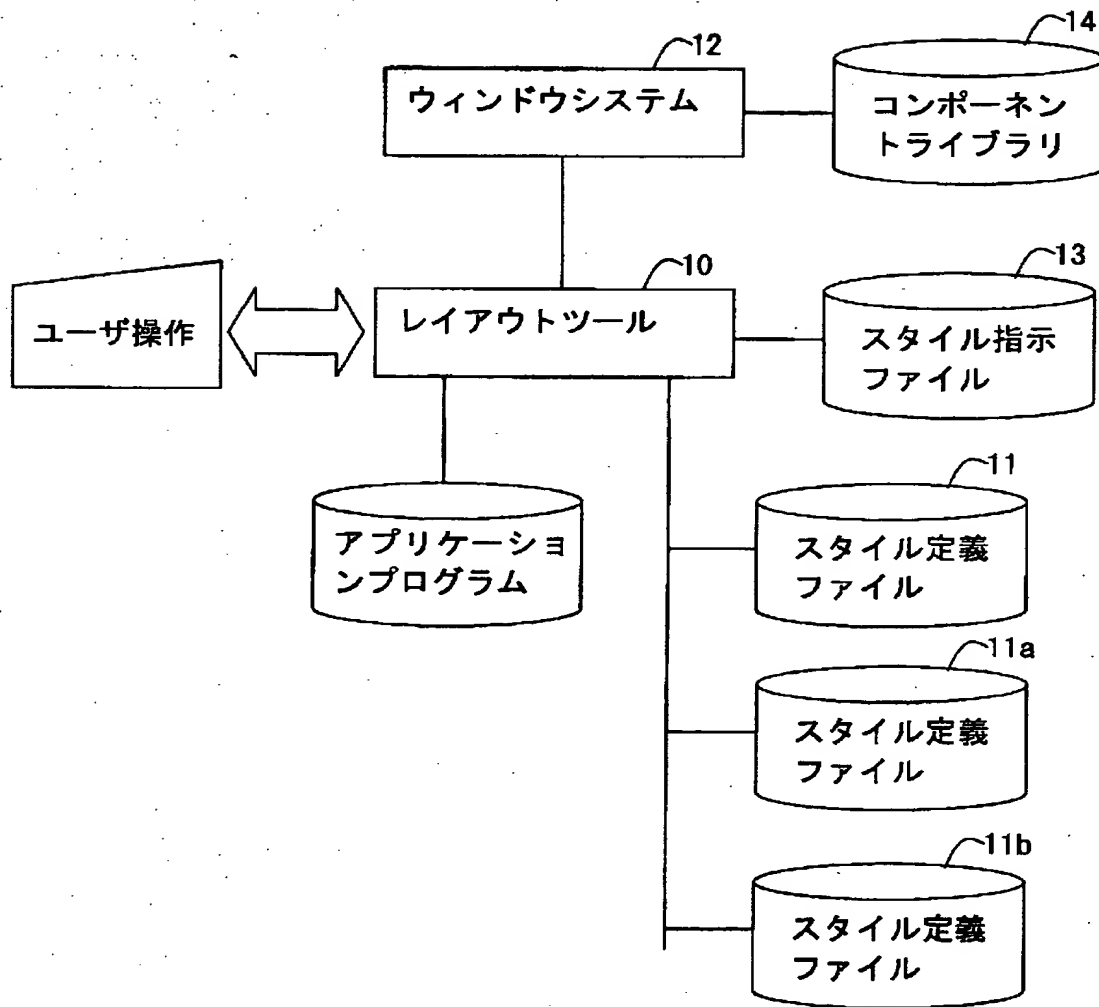 12
ウィンドウシステム
14
コンポーネン
トライブラリ
ユーザ操作
10
レイアウトツール
13
スタイル指示
ファイル
アプリケーショ
ンプログラム
11
スタイル定義
ファイル
11a
スタイル定義
ファイル
11b
スタイル定義
ファイル